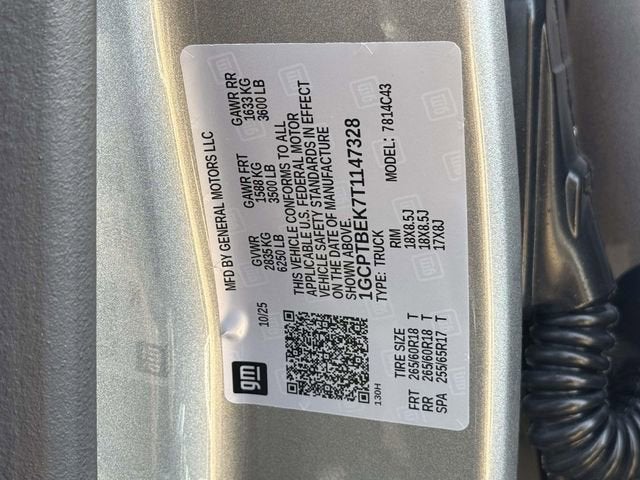 MFD BY GENERAL MOTORS LLC
10/25
GVWR GAWR FRT GAWR RR
2835 KG 1588 KG 1633 KG
6250 LB 3500 LB 3600 LB
THIS VEHICLE CONFORMS TO ALL
APPLICABLE U.S. FEDERAL MOTOR
VEHICLE SAFETY STANDARDS IN EFFECT
ON THE DATE OF MANUFACTURE
SHOWN ABOVE.
1GCPTBEK7T1147328
TYPE: TRUCK MODEL: 7814C43
gm
130H
TIRE SIZE RIM
FRT 265/60R18 T 18X8.5J
RR 265/60R18 T 18X8.5J
SPA 255/65R17 T 17X8J